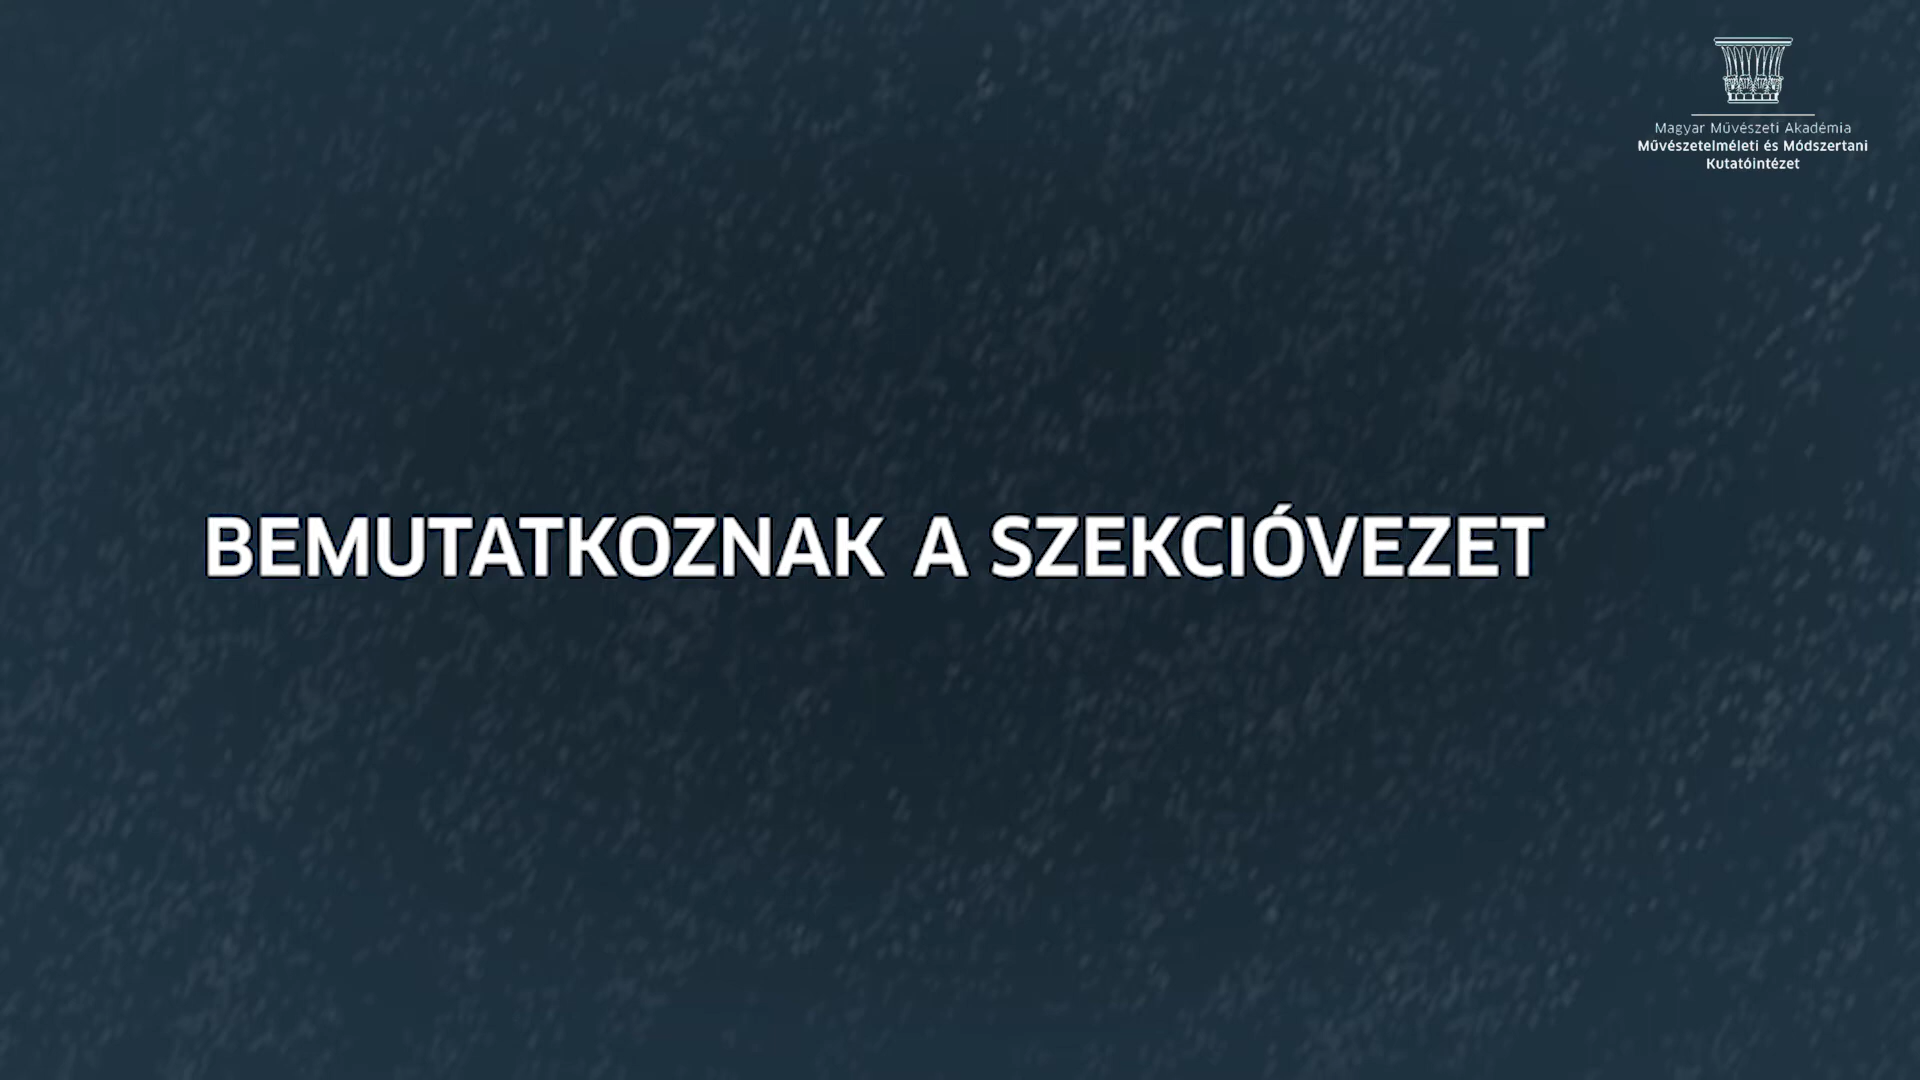 Magyar Művészeti Akadémia
Művészetelméleti és Módszertani
Kutatóintézet
BEMUTATKOZNAK A SZEKCIÓVEZET